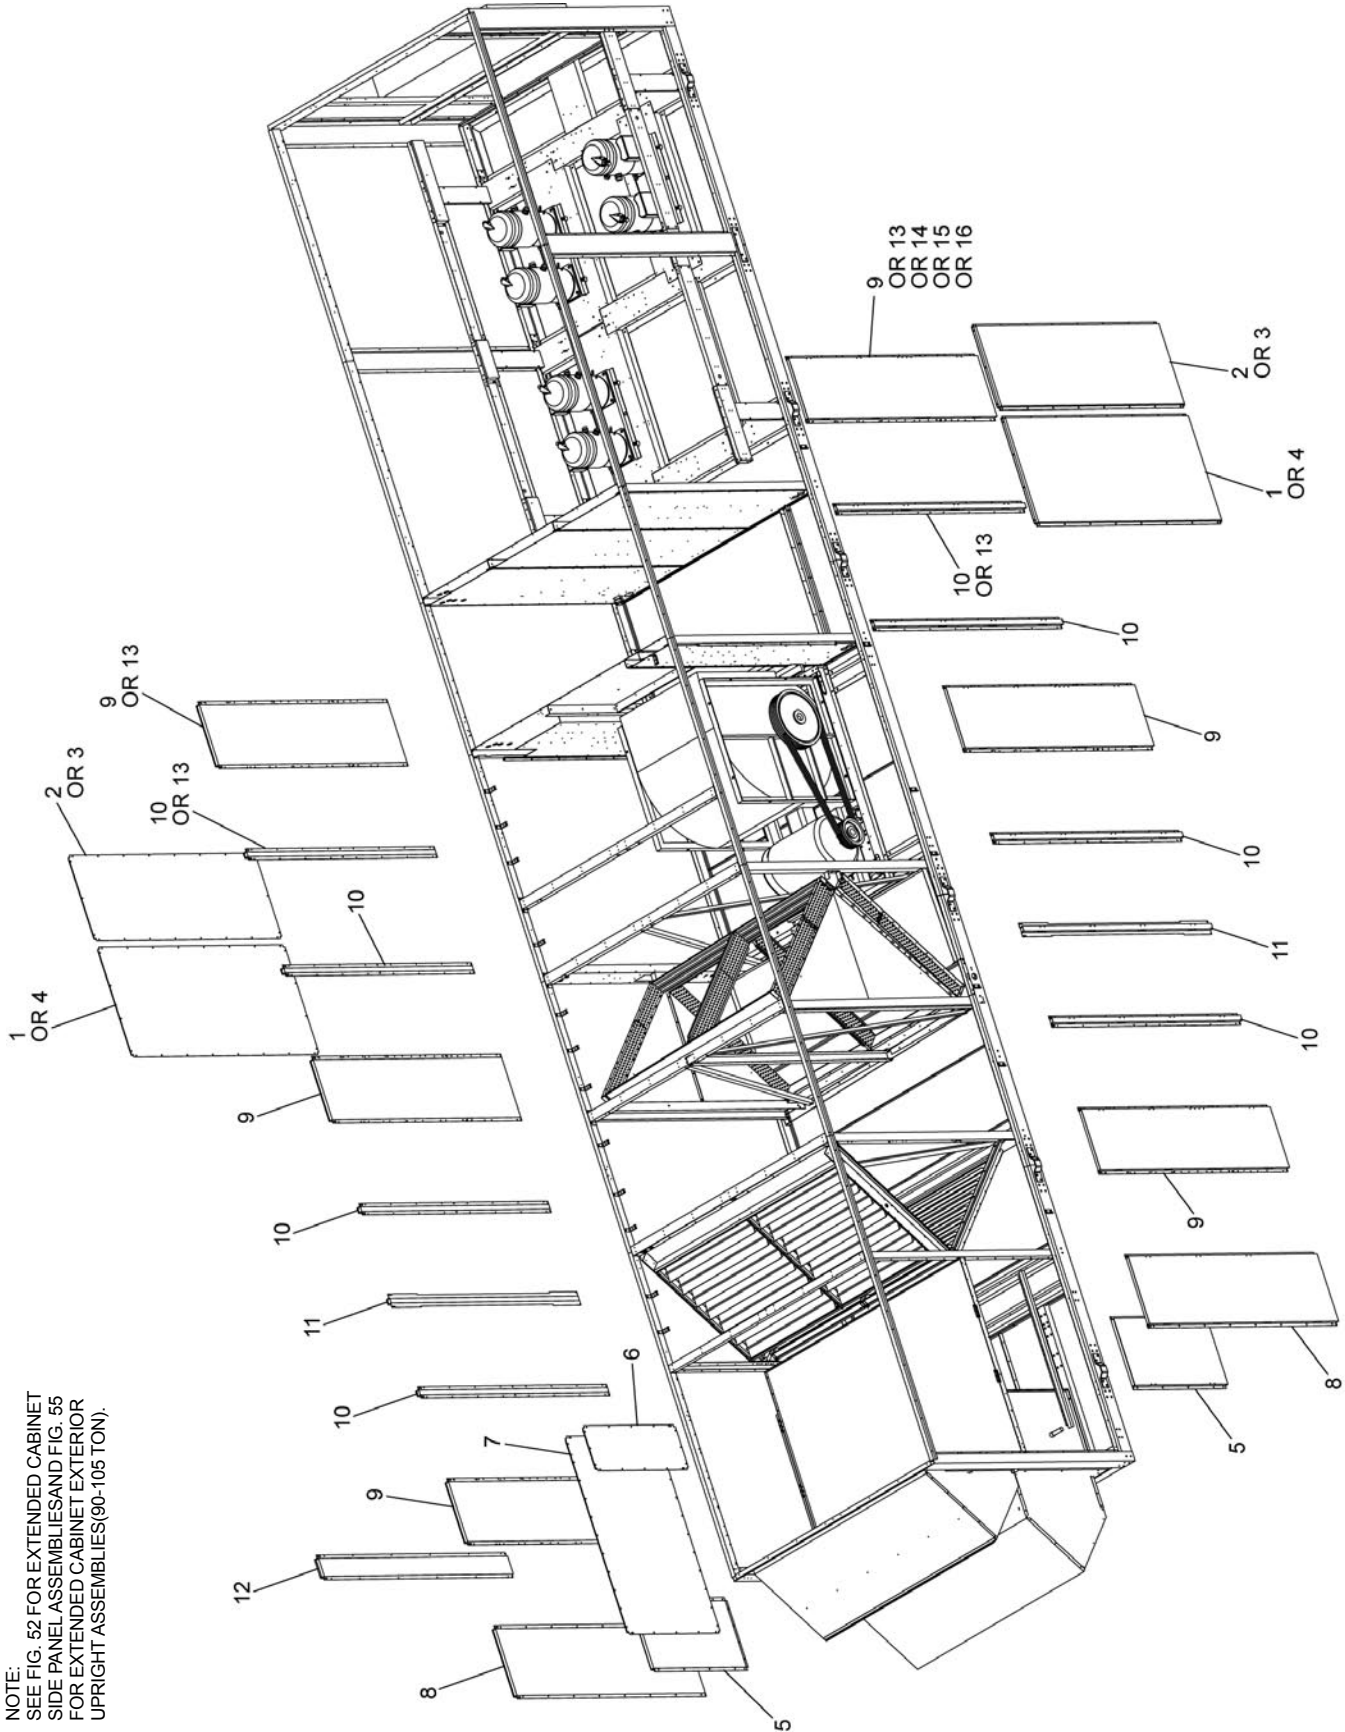 NOTE:
SEE FIG. 52 FOR EXTENDED CABINET
SIDE PANEL ASSEMBLIESAND FIG. 55
FOR EXTENDED CABINET EXTERIOR
UPRIGHT ASSEMBLIES(90-105 TON).
1
OR 4
2
OR 3
9
OR 13
10
OR 13
10
9
10
11
10
6
7
9
12
8
5
9
OR 13
OR 14
OR 15
OR 16
2
OR 3
1
OR 4
10
OR 13
10
9
10
11
10
9
8
5